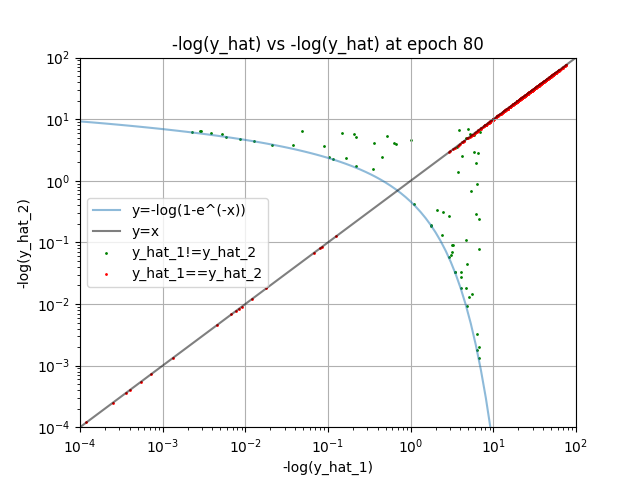 -log(y_hat) vs -log(y_hat) at epoch 80
10^2
10^1
10^0
10^-1
10^-2
10^-3
10^-4
-log(y_hat_2)
y=-log(1-e^(-x))
y=x
y_hat_1!=y_hat_2
y_hat_1==y_hat_2
10^-4 10^-3 10^-2 10^-1 10^0 10^1 10^2
-log(y_hat_1)